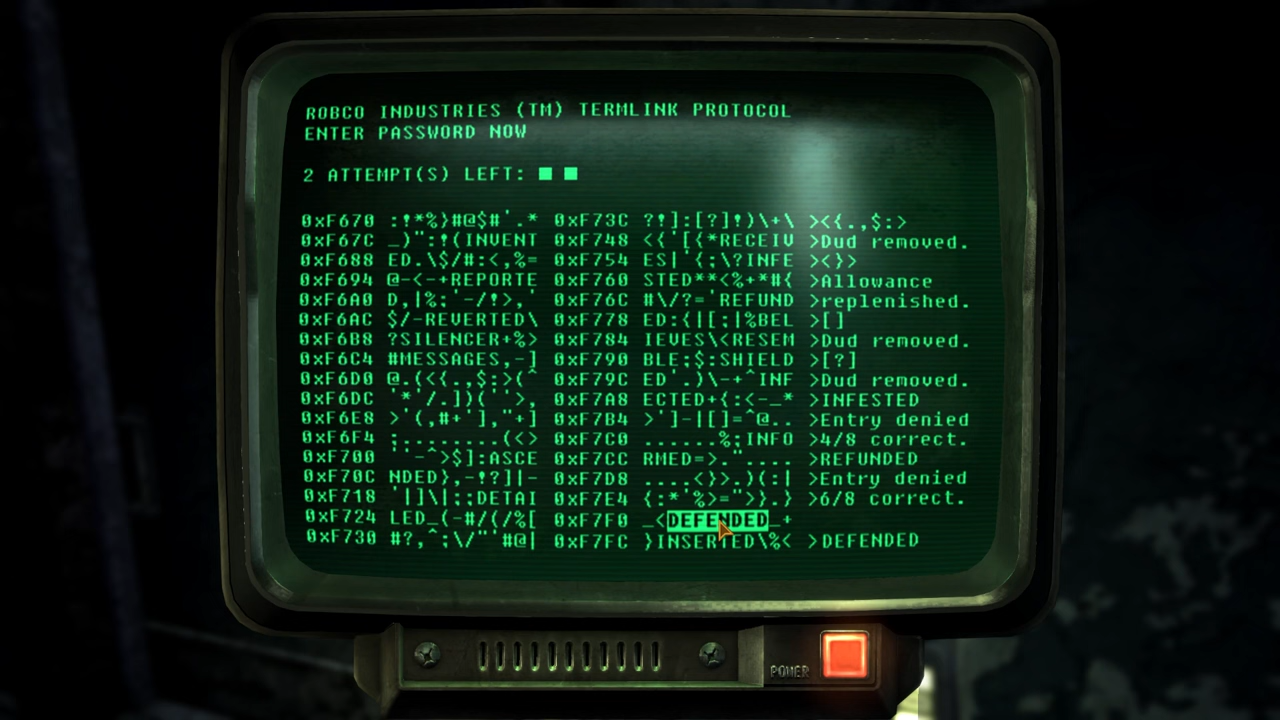 ROBCO INDUSTRIES (TM) TERMLINK PROTOCOL
ENTER PASSWORD NOW
2 ATTEMPT(S) LEFT: ■ ■
0xF670 :!*%}#@$#'.* 0xF73C ?!]:[?]!)\+\ ><{.,$:>
0xF67C _)":!(INVENT 0xF748 <{'[{*RECEIV >Dud removed.
0xF688 ED.\$/#:<,%= 0xF754 ES|'{;\?INFE ><}>
0xF694 @-<-+REPORTE 0xF760 STED**<%+*#{ >Allowance
0xF6A0 D,|%;'-/!>,' 0xF76C #\/?='REFUND >replenished.
0xF6AC $/-REVERTED\ 0xF778 ED:{|[;|%BEL >[]
0xF6B8 ?SILENCER+%> 0xF784 IEVES\<RESEM >Dud removed.
0xF6C4 #MESSAGES,-] 0xF790 BLE;$:SHIELD >[?]
0xF6D0 @.(<{.,$:>(^ 0xF79C ED'.)\-+^INF >Dud removed.
0xF6DC '*'/.])(''>, 0xF7A8 ECTED+{:<-_* >INFESTED
0xF6E8 >'(,#+'],"+] 0xF7B4 >']-|[]=^@.. >Entry denied
0xF6F4 ;........(<> 0xF7C0 ......%;INFO >4/8 correct.
0xF700 ''-^>$]:ASCE 0xF7CC RMED=>.".... >REFUNDED
0xF70C NDED},-!?]|- 0xF7D8 ....<}>.)(:| >Entry denied
0xF718 '|]\|;;DETAI 0xF7E4 {:*'%>=">}.} >6/8 correct.
0xF724 LED_(-#/(/%[ 0xF7F0 _<DEFENDED_+
0xF730 #?,^;\/"'#@| 0xF7FC }INSERTED\%< >DEFENDED
POWER